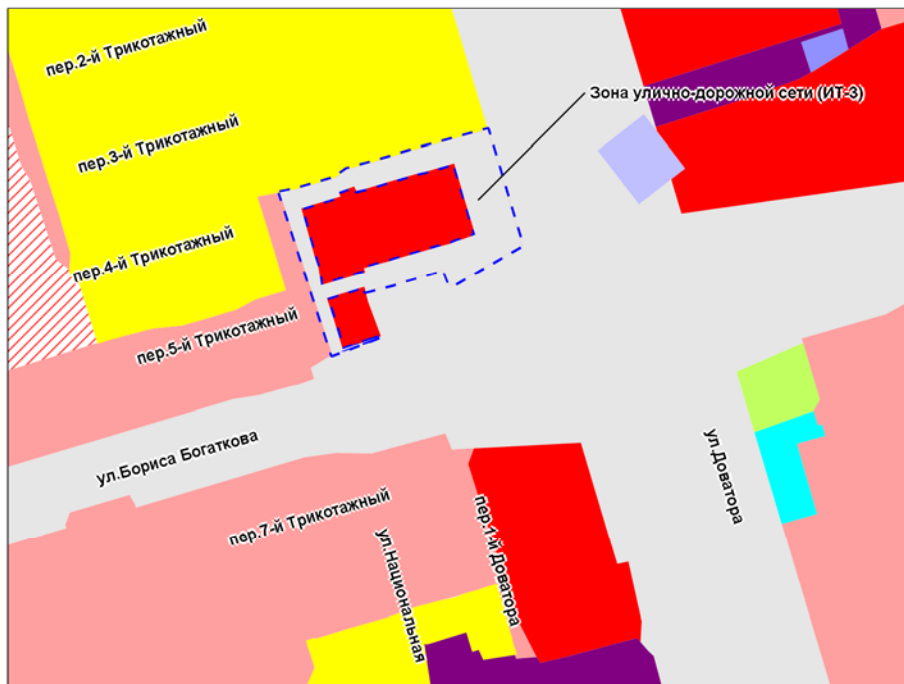 пер.2-й Трикотажный
Зона улично-дорожной сети (ИТ-3)
пер.3-й Трикотажный
пер.4-й Трикотажный
пер.5-й Трикотажный
ул.Бориса Богаткова
ул.Доватора
пер.7-й Трикотажный
пер.1-й Доватора
ул.Национальная